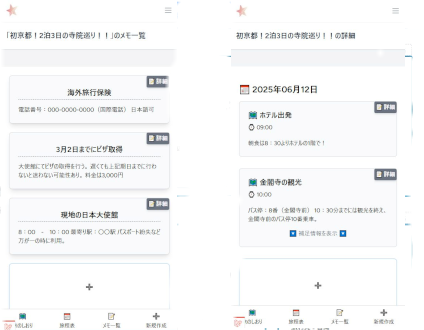 「初京都！2泊3日の寺院巡り！！」のメモ一覧
詳細
海外旅行保険
電話番号：000-0000-0000（国際電話） 日本語可
詳細
3月2日までにビザ取得
大使館にてビザの取得を行う。遅くても上記期日までに行わ
ないと送わない可能性あり。料金は3,000円
詳細
現地の日本大使館
8：00 - 10：00 最寄り駅：〇〇駅 パスポート紛失など
万が一の時に利用。
+
旅のしおり
旅程表
メモ一覧
新規作成
初京都！2泊3日の寺院巡り！！の詳細
2025年06月12日
詳細
ホテル出発
09:00
朝食は8：30よりホテルの1階で！
詳細
金閣寺の観光
10:00
バス停：8番（金閣寺前） 10：30分までには観光を終え、
金閣寺前のバス停10番乗車。
補足情報を表示
+
旅のしおり
旅程表
メモ一覧
新規作成